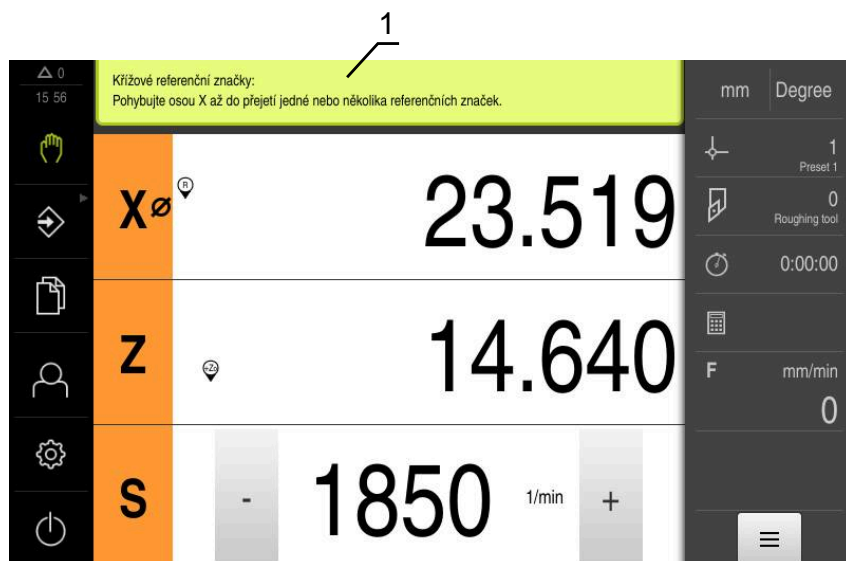 1
0
15 56
Křížové referenční značky:
Pohybujte osou X až do přejetí jedné nebo několika referenčních značek.
mm Degree
1
Preset 1
0
Roughing tool
0:00:00
F mm/min
0
X⌀ R 23.519
Z +Zo 14.640
S - 1850 1/min +